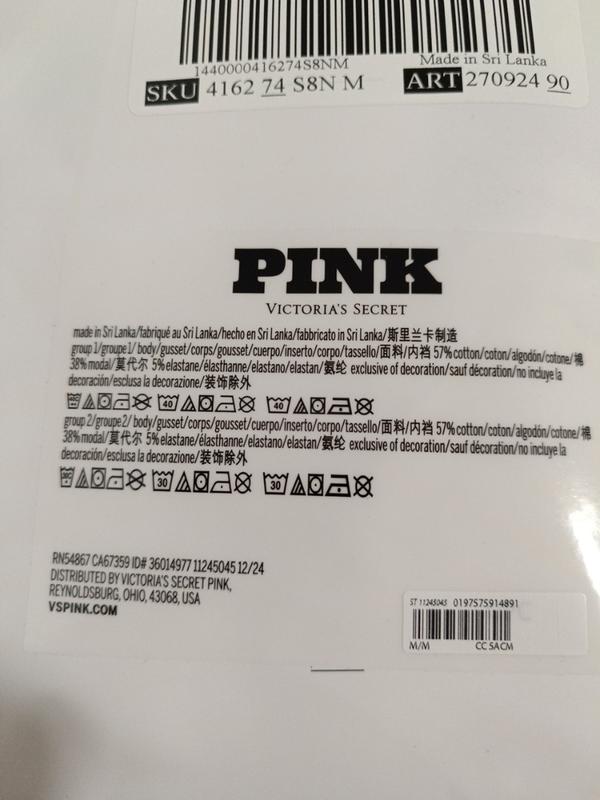 1440000416274S8NM
Made in Sri Lanka
SKU 4162 74 S8N M
ART 270924 90
PINK
VICTORIA'S SECRET
made in Sri Lanka/fabriqué au Sri Lanka/hecho en Sri Lanka/fabbricato in Sri Lanka/斯里兰卡制造
group 1/groupe 1/ body/gusset/corps/gousset/cuerpo/inserto/corpo/tassello/面料/内裆 57% cotton/coton/algodón/cotone/棉
38% modal/莫代尔 5% elastane/élasthanne/elastano/elastan/氨纶 exclusive of decoration/sauf décoration/no incluye la
decoración/esclusa la decorazione/装饰除外
40 40
group 2/groupe 2/ body/gusset/corps/gousset/cuerpo/inserto/corpo/tassello/面料/内裆 57% cotton/coton/algodón/cotone/棉
38% modal/莫代尔 5% elastane/élasthanne/elastano/elastan/氨纶 exclusive of decoration/sauf décoration/no incluye la
decoración/esclusa la decorazione/装饰除外
30 30
RN54867 CA67359 ID# 36014977 11245045 12/24
DISTRIBUTED BY VICTORIA'S SECRET PINK,
REYNOLDSBURG, OHIO, 43068, USA
VSPINK.COM
ST 11245045 0197575914891
M/M CC 5ACM